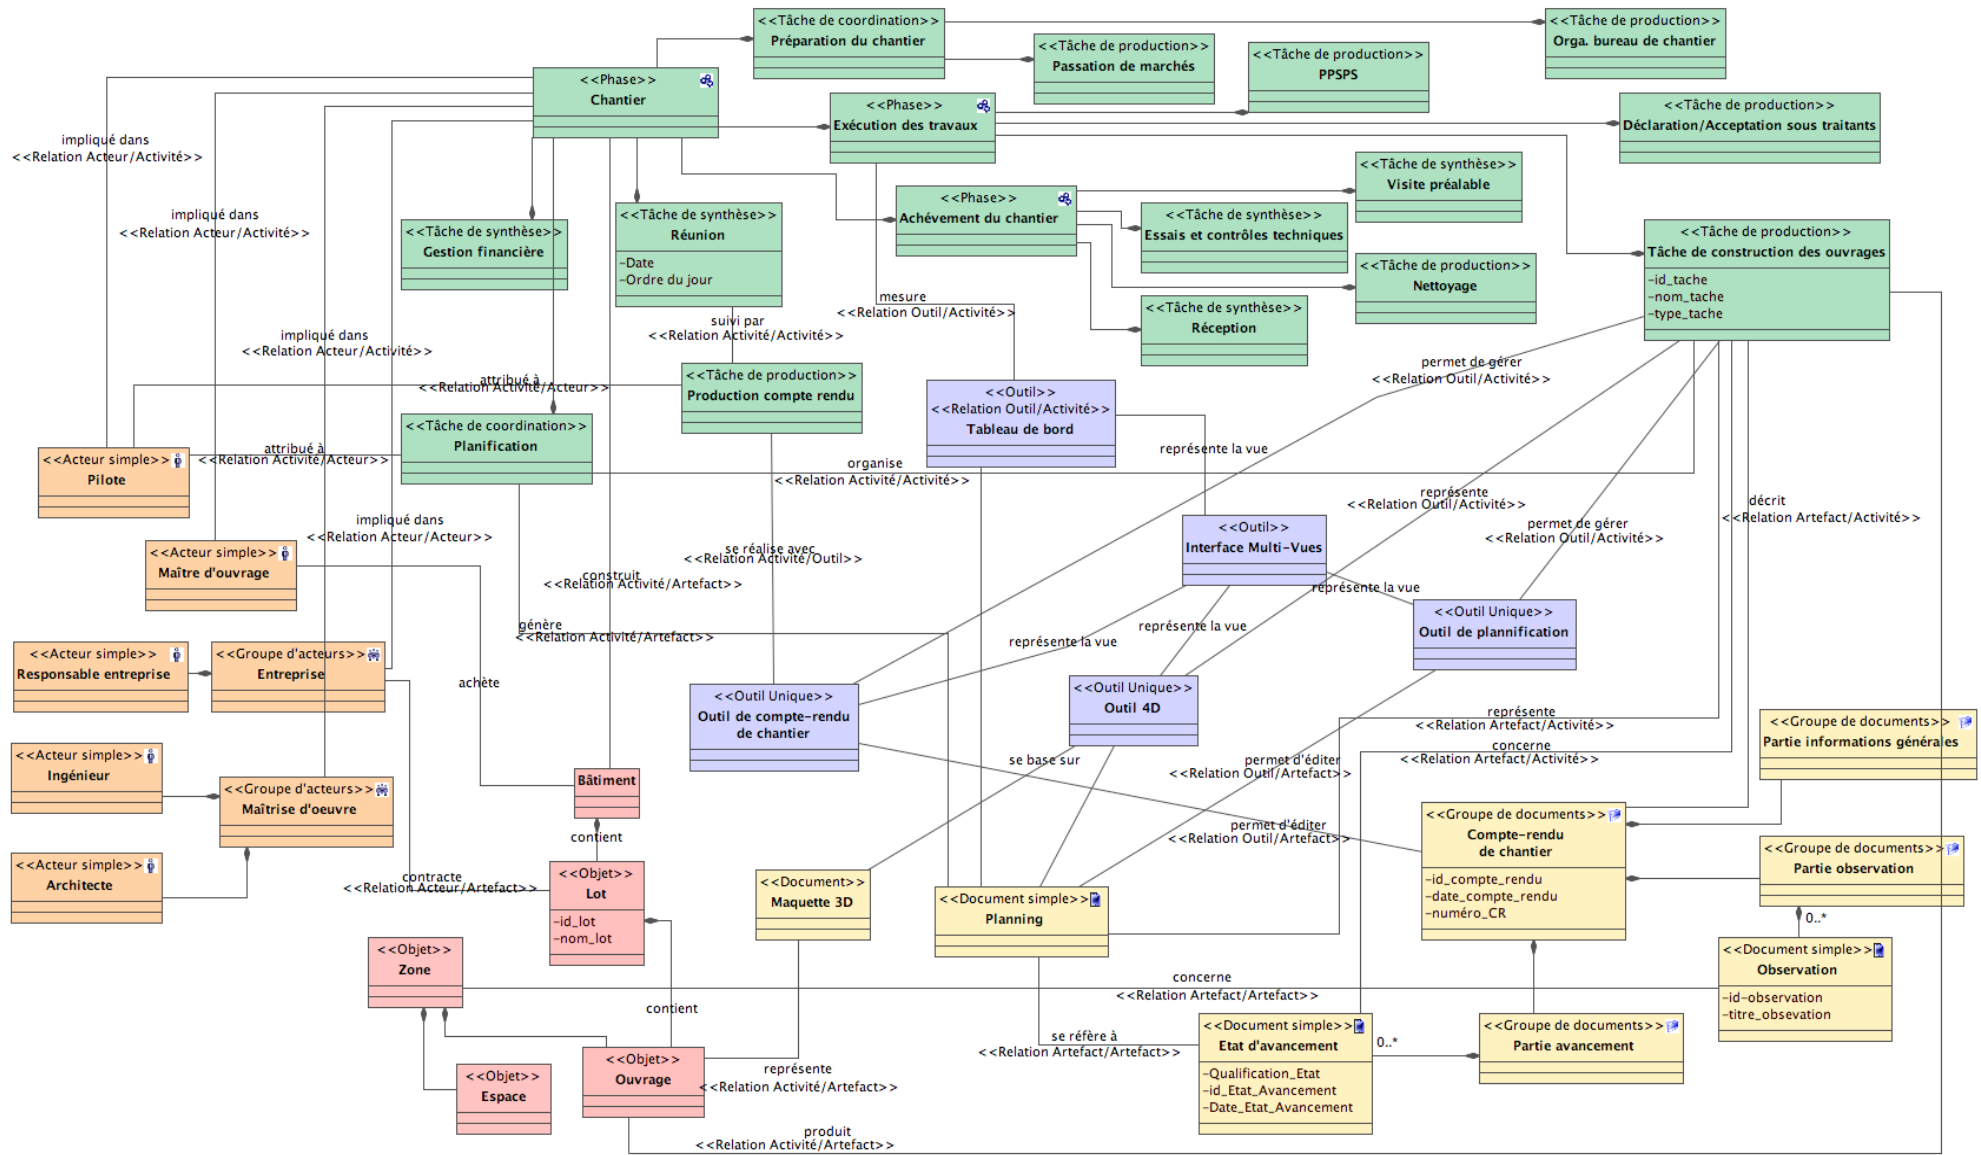 <<Tâche de coordination>>
Préparation du chantier
<<Tâche de production>>
Orga. bureau de chantier
<<Tâche de production>>
Passation de marchés
<<Tâche de production>>
PPSPS
<<Phase>>
Chantier
<<Phase>>
Exécution des travaux
<<Tâche de production>>
Déclaration/Acceptation sous traitants
impliqué dans
<<Relation Acteur/Activité>>
<<Tâche de synthèse>>
Visite préalable
<<Phase>>
Achévement du chantier
<<Tâche de synthèse>>
Essais et contrôles techniques
impliqué dans
<<Relation Acteur/Activité>>
<<Tâche de synthèse>>
Gestion financière
<<Tâche de synthèse>>
Réunion
-Date
-Ordre du jour
<<Tâche de production>>
Tâche de construction des ouvrages
-id_tache
-nom_tache
-type_tache
<<Tâche de production>>
Nettoyage
mesure
<<Relation Outil/Activité>>
<<Tâche de synthèse>>
Réception
suivi par
<<Relation Activité/Activité>>
impliqué dans
<<Relation Acteur/Activité>>
permet de gérer
<<Relation Outil/Activité>>
attribué à
<<Relation Activité/Acteur>>
<<Tâche de production>>
Production compte rendu
<<Outil>>
<<Relation Outil/Activité>>
Tableau de bord
<<Tâche de coordination>>
Planification
<<Acteur simple>>
Pilote
attribué à
<<Relation Activité/Acteur>>
organise
<<Relation Activité/Activité>>
représente la vue
représente
<<Relation Outil/Activité>>
décrit
<<Relation Artefact/Activité>>
impliqué dans
<<Relation Acteur/Acteur>>
<<Outil>>
Interface Multi-Vues
permet de gérer
<<Relation Outil/Activité>>
<<Acteur simple>>
Maître d'ouvrage
se réalise avec
<<Relation Activité/Outil>>
construit
<<Relation Activité/Artefact>>
représente la vue
<<Outil Unique>>
Outil de plannification
génère
<<Relation Activité/Artefact>>
représente la vue
représente la vue
<<Acteur simple>>
Responsable entreprise
<<Groupe d'acteurs>>
Entreprise
achète
<<Outil Unique>>
Outil de compte-rendu
de chantier
<<Outil Unique>>
Outil 4D
représente
<<Relation Artefact/Activité>>
<<Groupe de documents>>
Partie informations générales
<<Acteur simple>>
Ingénieur
concerne
<<Relation Artefact/Activité>>
se base sur
permet d'éditer
<<Relation Outil/Artefact>>
<<Groupe d'acteurs>>
Maîtrise d'oeuvre
Bâtiment
contient
permet d'éditer
<<Relation Outil/Artefact>>
<<Groupe de documents>>
Compte-rendu
de chantier
-id_compte_rendu
-date_compte_rendu
-numéro_CR
<<Groupe de documents>>
Partie observation
0..*
<<Acteur simple>>
Architecte
contracte
<<Relation Acteur/Artefact>>
<<Objet>>
Lot
-id_lot
-nom_lot
<<Document>>
Maquette 3D
<<Document simple>>
Planning
<<Objet>>
Zone
<<Document simple>>
Observation
-id-observation
-titre_obsevation
concerne
<<Relation Artefact/Artefact>>
contient
<<Document simple>>
Etat d'avancement
-Qualification_Etat
-id_Etat_Avancement
-Date_Etat_Avancement
0..*
<<Groupe de documents>>
Partie avancement
se réfère à
<<Relation Artefact/Artefact>>
<<Objet>>
Ouvrage
<<Objet>>
Espace
représente
<<Relation Activité/Artefact>>
produit
<<Relation Activité/Artefact>>